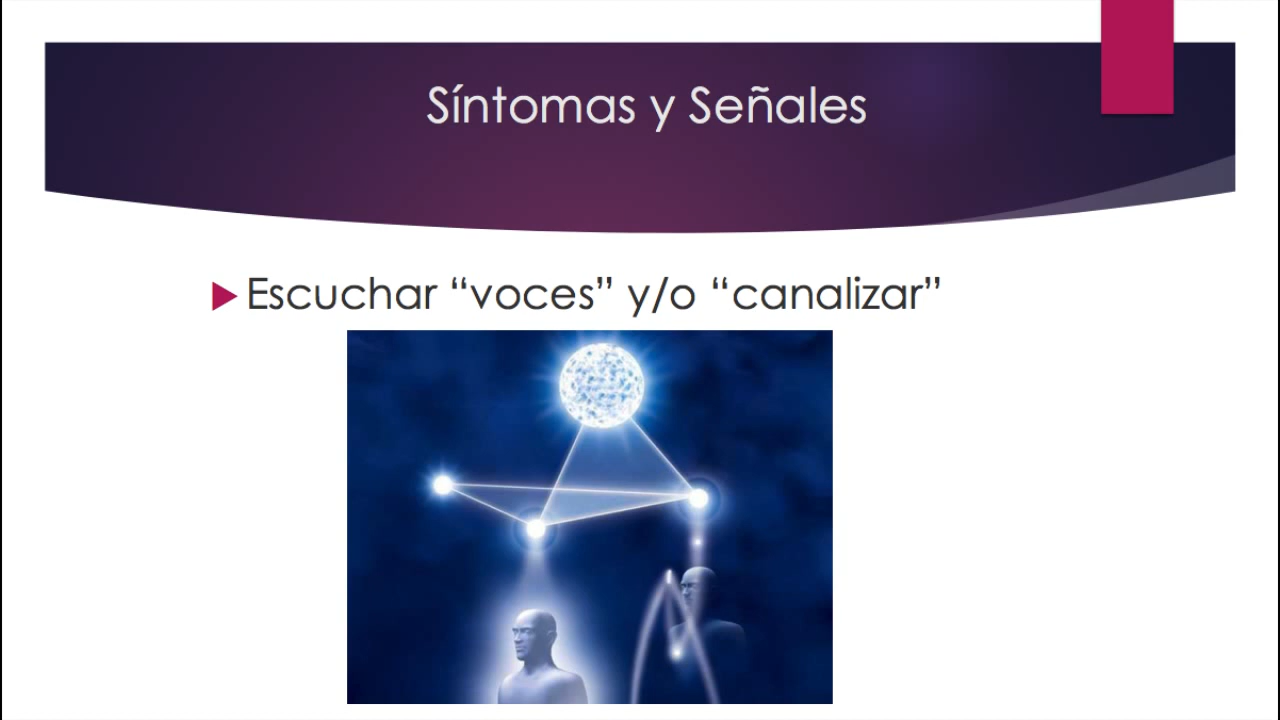 Síntomas y Señales
Escuchar “voces” y/o “canalizar”